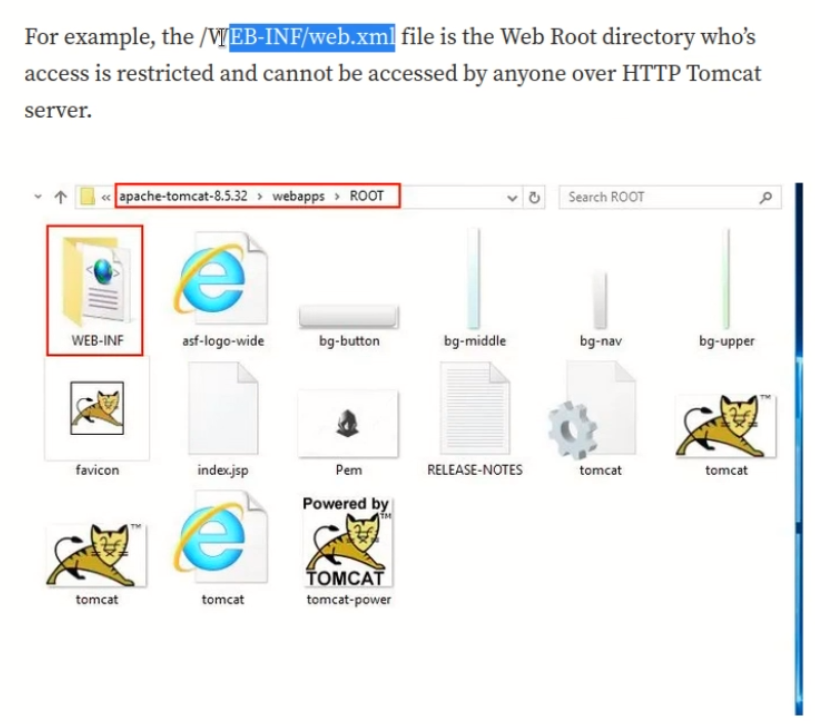 For example, the /WEB-INF/web.xml file is the Web Root directory who’s
access is restricted and cannot be accessed by anyone over HTTP Tomcat
server.
« apache-tomcat-8.5.32 › webapps › ROOT
Search ROOT
WEB-INF asf-logo-wide bg-button bg-middle bg-nav bg-upper
TM
favicon index.jsp Pem RELEASE-NOTES tomcat tomcat
TM
Powered by
TM
TOMCAT
tomcat tomcat tomcat-power